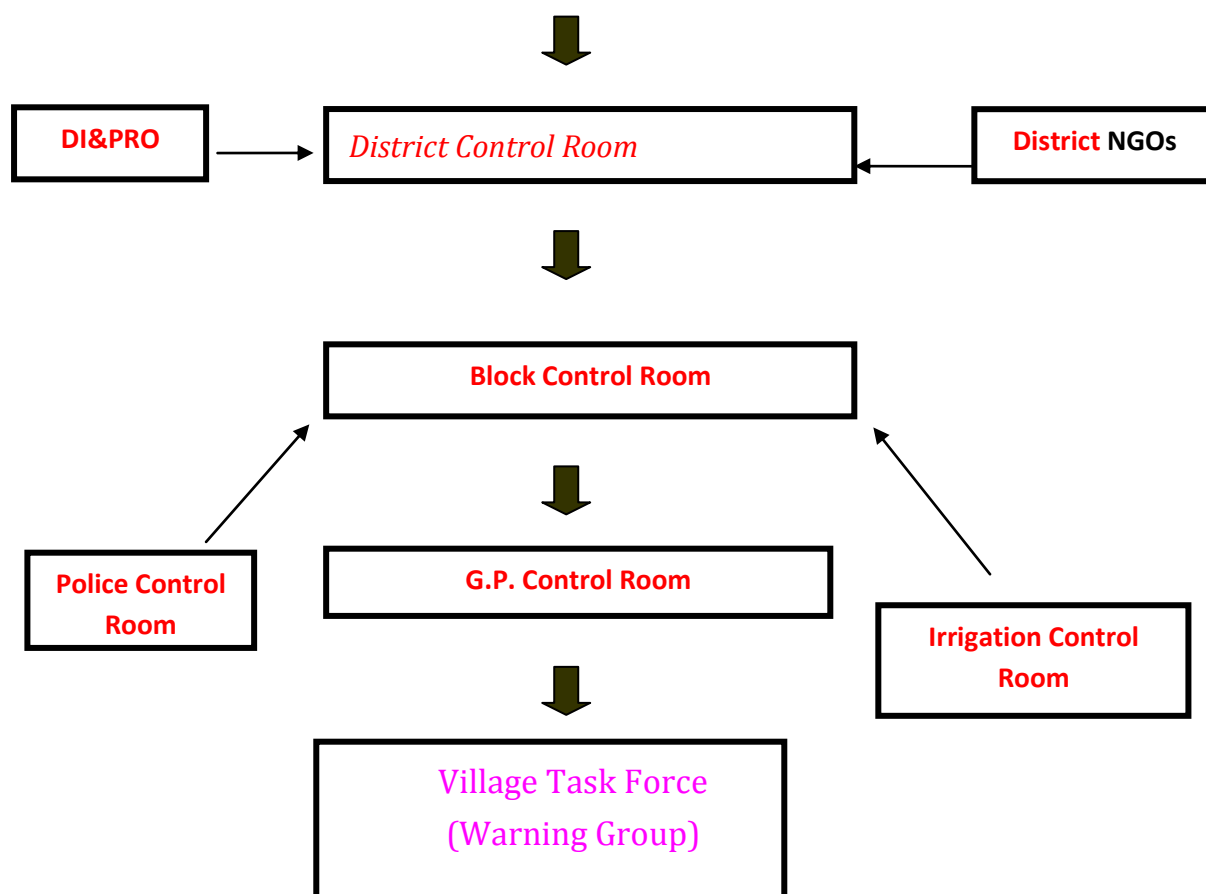 DI&PRO
District Control Room
District NGOs
Block Control Room
Police Control
Room
G.P. Control Room
Irrigation Control
Room
Village Task Force
(Warning Group)